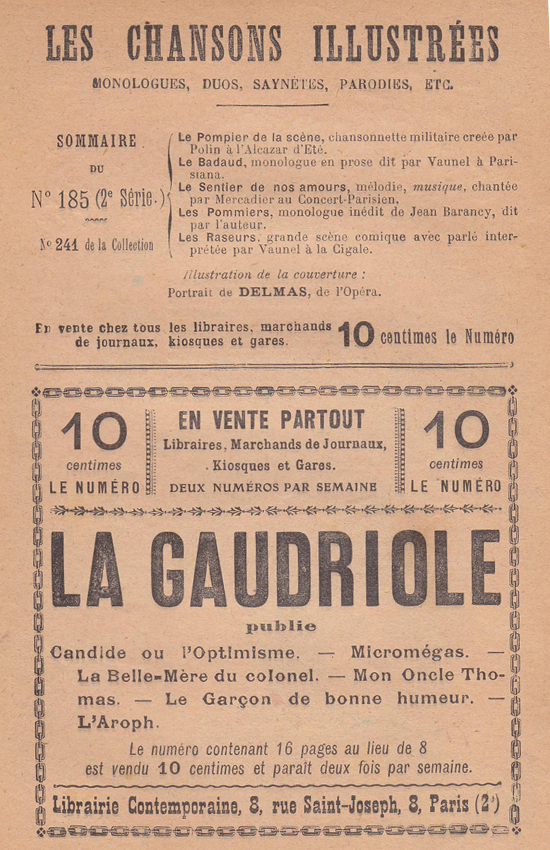 LES CHANSONS ILLUSTRÉES
MONOLOGUES, DUOS, SAYNÈTES, PARODIES, ETC.
SOMMAIRE
DU
N° 185 (2e Série.)
N° 241 de la Collection
Le Pompier de la scène, chansonnette militaire creée par
Polin à l'Alcazar d'Eté.
Le Badaud, monologue en prose dit par Vaunel à Pari-
siana.
Le Sentier de nos amours, mélodie, musique, chantée
par Mercadier au Concert-Parisien.
Les Pommiers, monologue inédit de Jean Barancy, dit
par l'auteur.
Les Raseurs, grande scène comique avec parlé inter-
prétée par Vaunel à la Cigale.
Illustration de la couverture :
Portrait de DELMAS, de l'Opéra.
En vente chez tous les libraires, marchands
de journaux, kiosques et gares.
10 centimes le Numéro
10
centimes
LE NUMÉRO
EN VENTE PARTOUT
Libraires, Marchands de Journaux,
Kiosques et Gares.
DEUX NUMÉROS PAR SEMAINE
10
centimes
LE NUMÉRO
LA GAUDRIOLE
publie
Candide ou l'Optimisme. — Micromégas. —
La Belle-Mère du colonel. — Mon Oncle Tho-
mas. — Le Garçon de bonne humeur. —
L'Aroph.
Le numéro contenant 16 pages au lieu de 8
est vendu 10 centimes et parait deux fois par semaine.
Librairie Contemporaine, 8, rue Saint-Joseph, 8, Paris (2e)